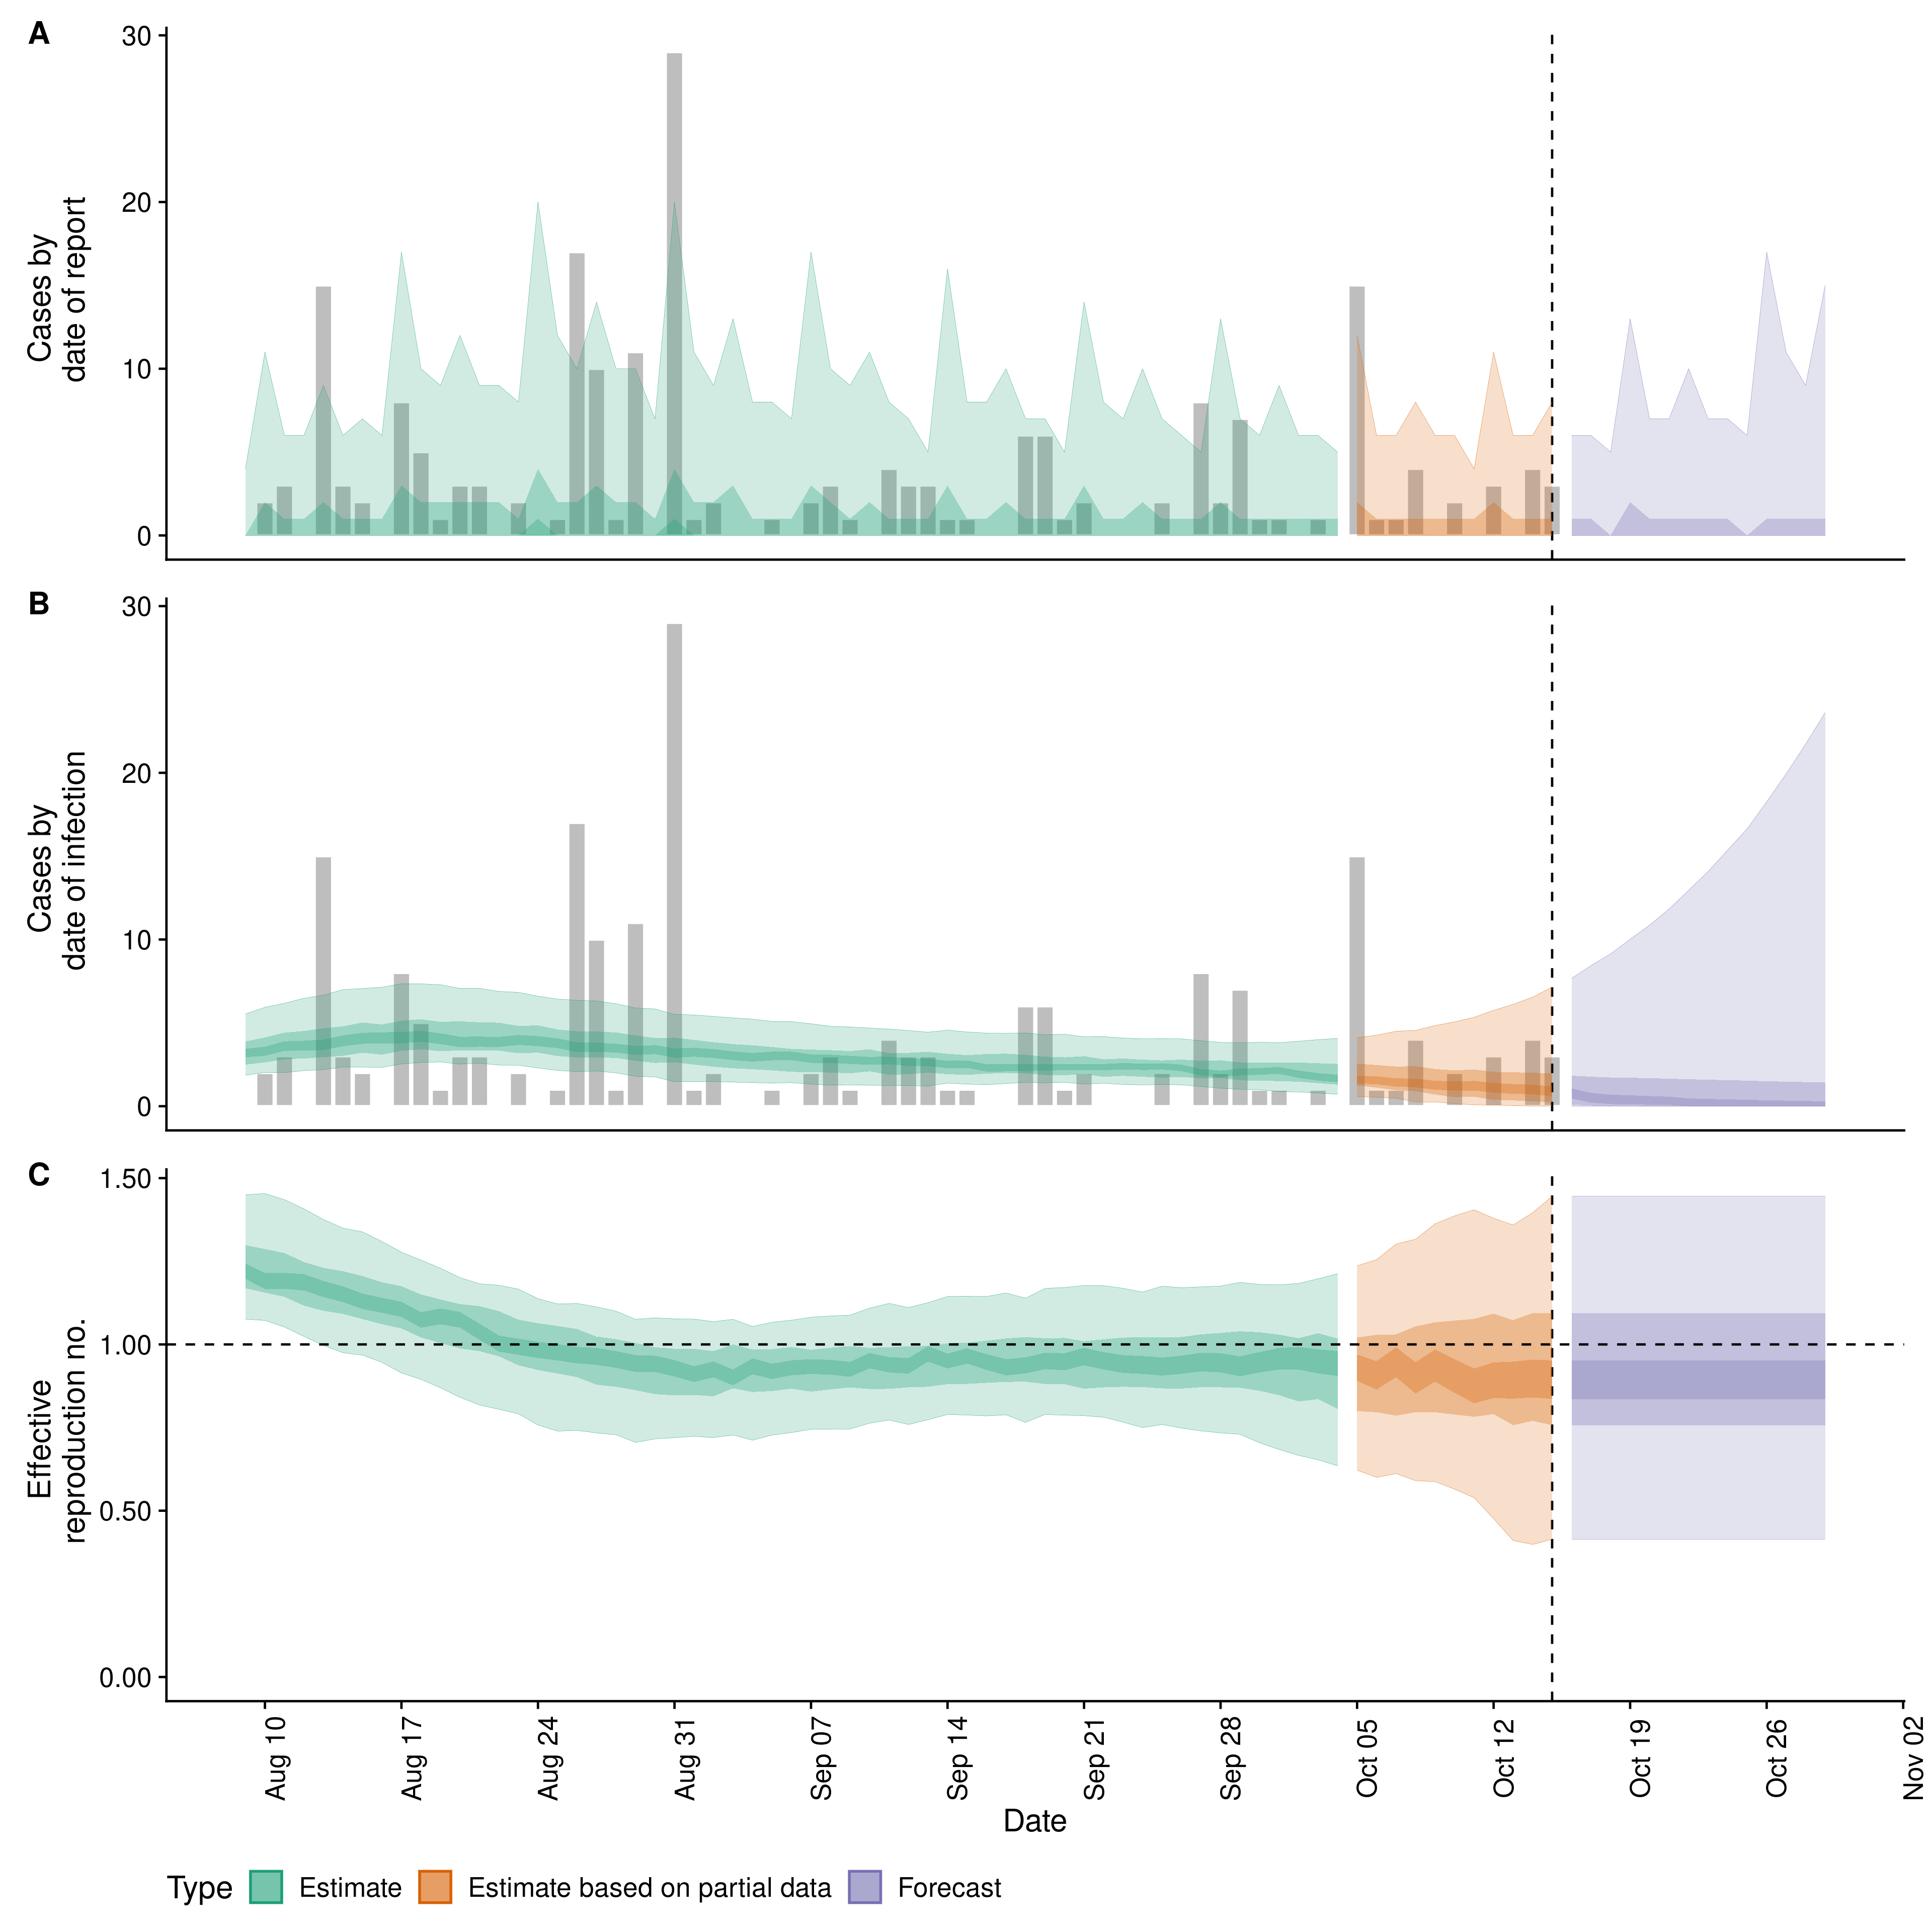 A
Cases by
date of report
30
20
10
0
B
Cases by
date of infection
30
20
10
0
C
Effective
reproduction no.
1.50
1.00
0.50
0.00
Aug 10
Aug 17
Aug 24
Aug 31
Sep 07
Sep 14
Sep 21
Sep 28
Oct 05
Oct 12
Oct 19
Oct 26
Nov 02
Date
Type Estimate Estimate based on partial data Forecast